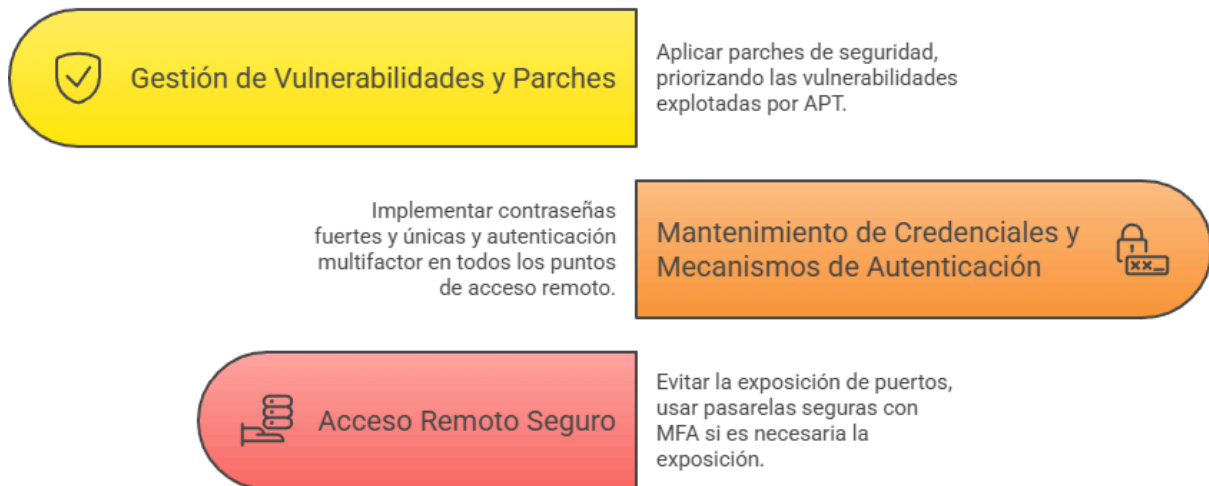 Gestión de Vulnerabilidades y Parches
Aplicar parches de seguridad,
priorizando las vulnerabilidades
explotadas por APT.
Implementar contraseñas
fuertes y únicas y autenticación
multifactor en todos los puntos
de acceso remoto.
Mantenimiento de Credenciales y
Mecanismos de Autenticación
Acceso Remoto Seguro
Evitar la exposición de puertos,
usar pasarelas seguras con
MFA si es necesaria la
exposición.